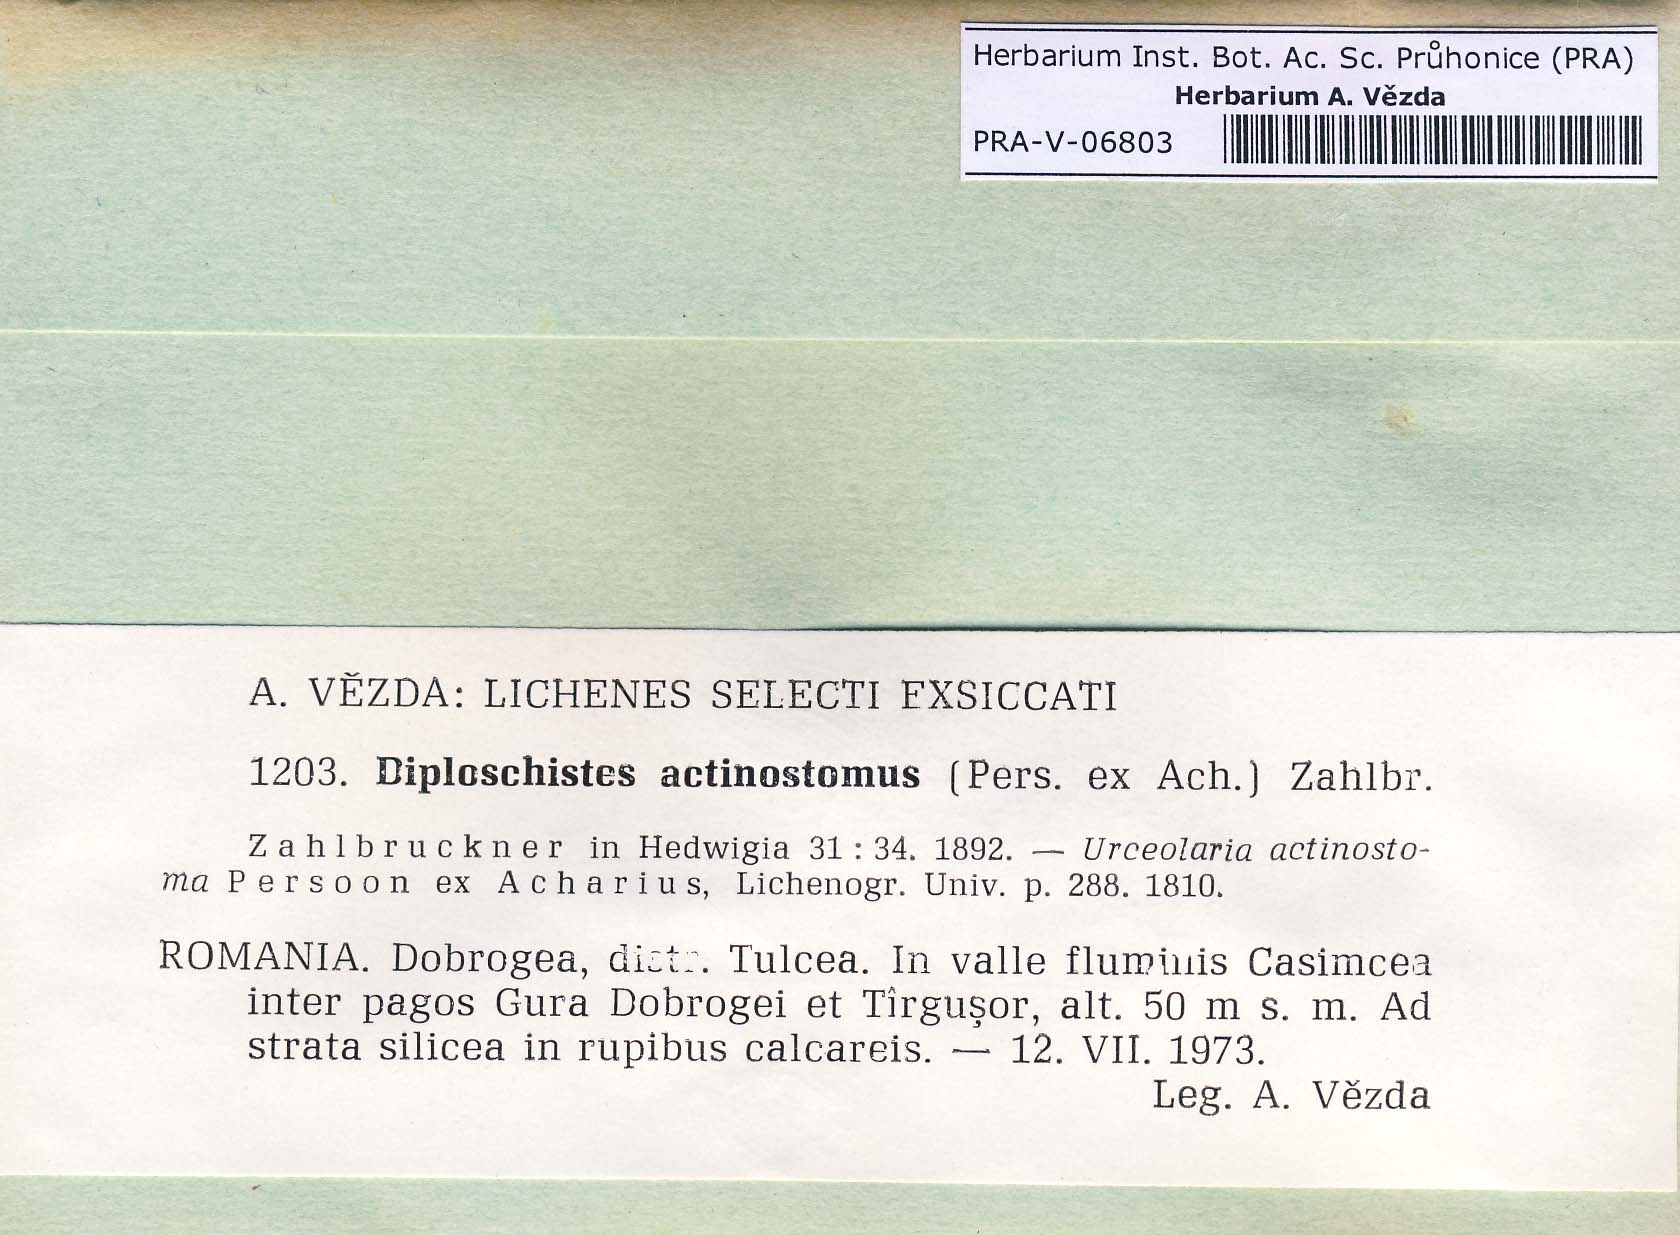 Herbarium Inst. Bot. Ac. Sc. Průhonice (PRA)
Herbarium A. Vězda
PRA-V-06803
A. VĚZDA: LICHENES SELECTI EXSICCATI
1203. Diploschistes actinostomus (Pers. ex Ach.) Zahlbr.
Zahlbruckner in Hedwigia 31 : 34. 1892. — Urceolaria actinosto-
ma Persoon ex Acharius, Lichenogr. Univ. p. 288. 1810.
ROMANIA. Dobrogea, distr. Tulcea. In valle fluminis Casimcea
inter pagos Gura Dobrogei et Tîrguşor, alt. 50 m s. m. Ad
strata silicea in rupibus calcareis. — 12. VII. 1973.
Leg. A. Vězda